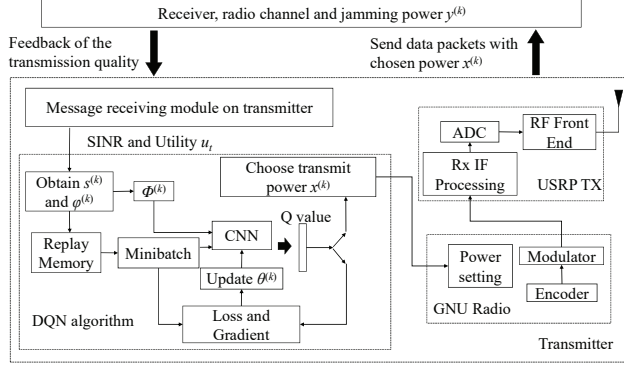 Receiver, radio channel and jamming power y^(k)
Feedback of the
transmission quality
Send data packets with
chosen power x^(k)
Message receiving module on transmitter
SINR and Utility u_t
Obtain s^(k)
and φ^(k)
Φ^(k)
Choose transmit
power x^(k)
Q value
CNN
Replay
Memory
Minibatch
Update θ^(k)
Loss and
Gradient
DQN algorithm
ADC
RF Front
End
Rx IF
Processing
USRP TX
Power
setting
Modulator
Encoder
GNU Radio
Transmitter